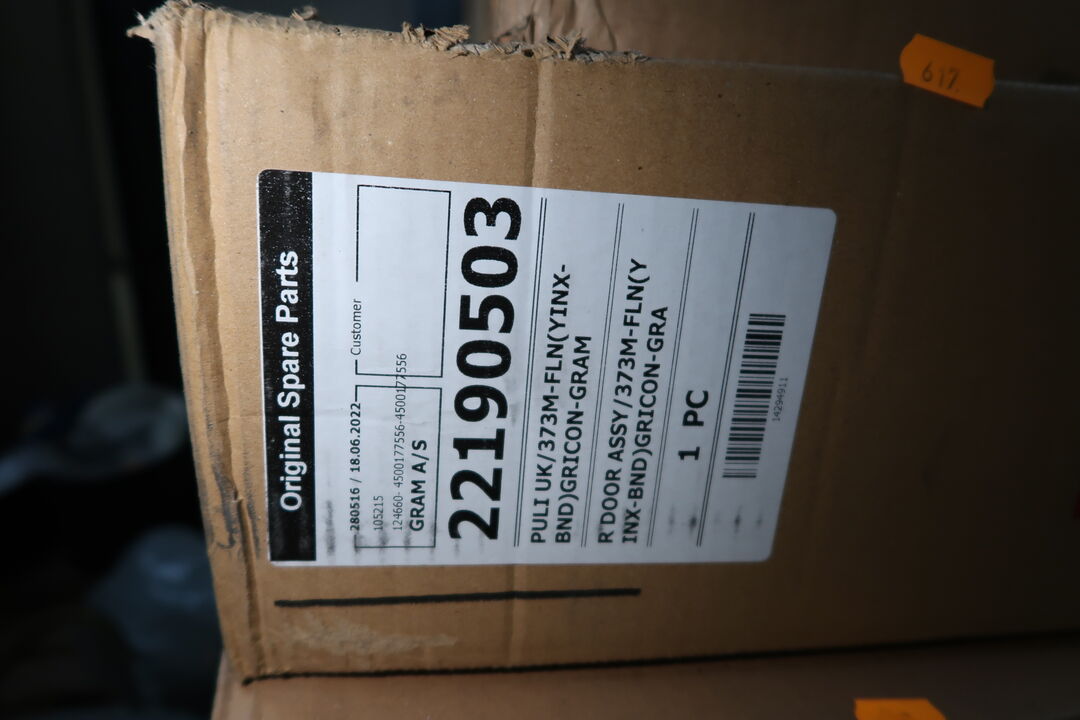 Original Spare Parts
280516 / 18.06.2022
Customer
105215
124660- 4500177556-4500177556
GRAM A/S
22190503
PULI UK/373M-FLN(YINX-
BND)GRICON-GRAM
R'DOOR ASSY/373M-FLN(Y
INX-BND)GRICON-GRA
1 PC
14294911
617